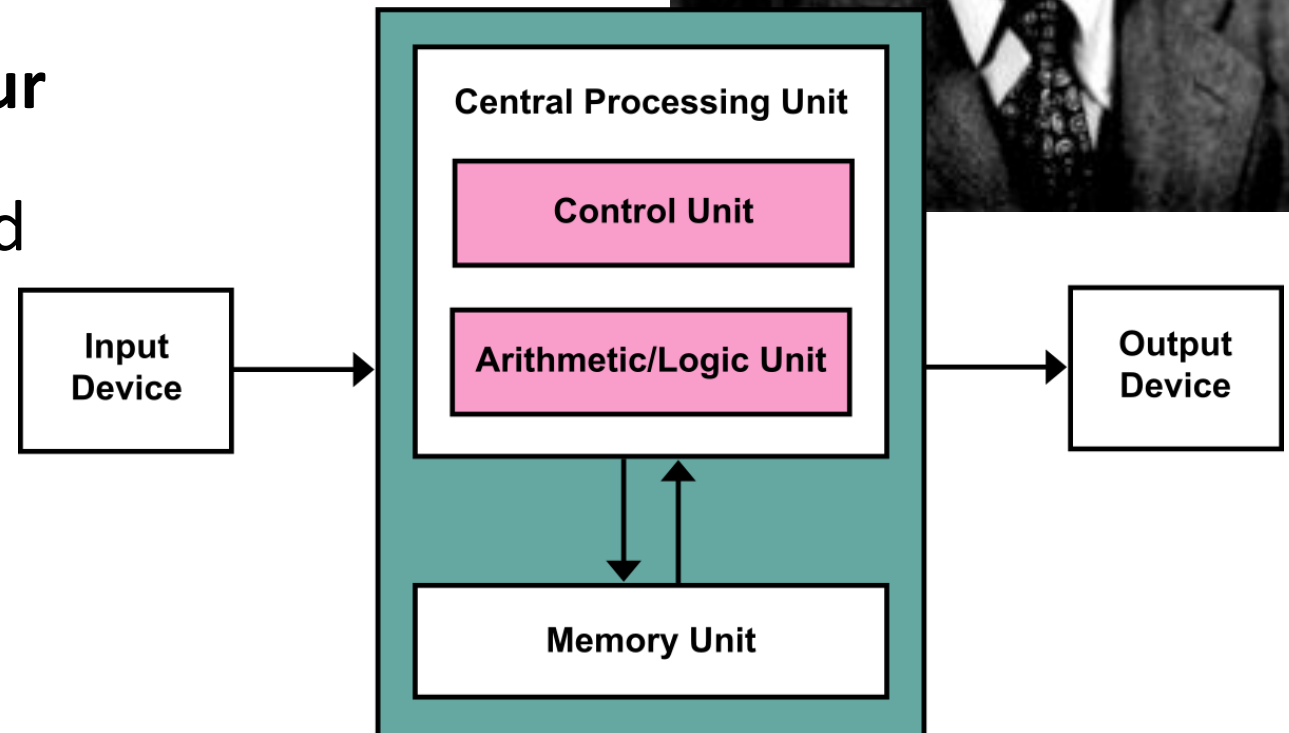 ur
d
Central Processing Unit
Control Unit
Arithmetic/Logic Unit
Input
Device
Output
Device
Memory Unit